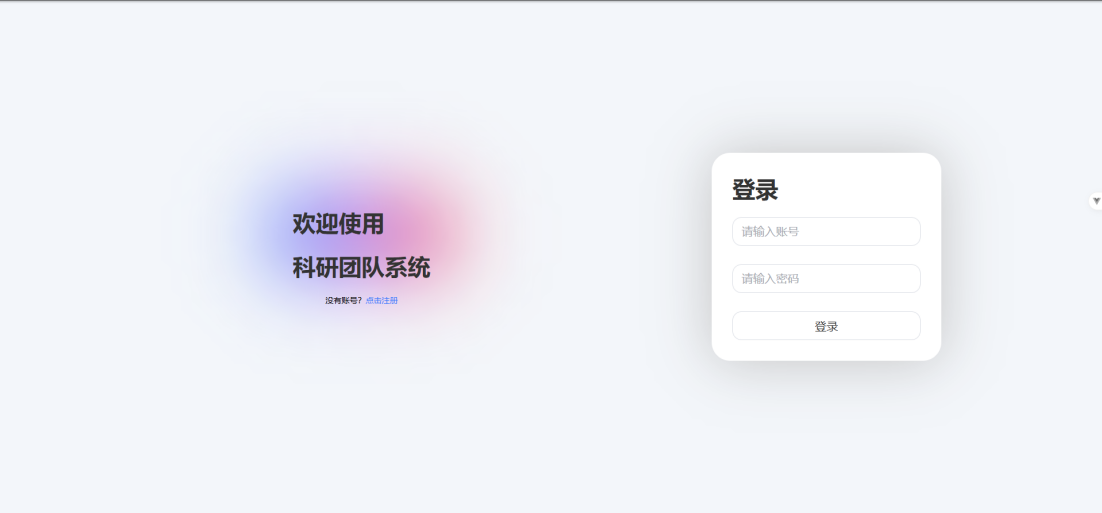 欢迎使用
科研团队系统
没有账号？点击注册
登录
请输入账号
请输入密码
登录